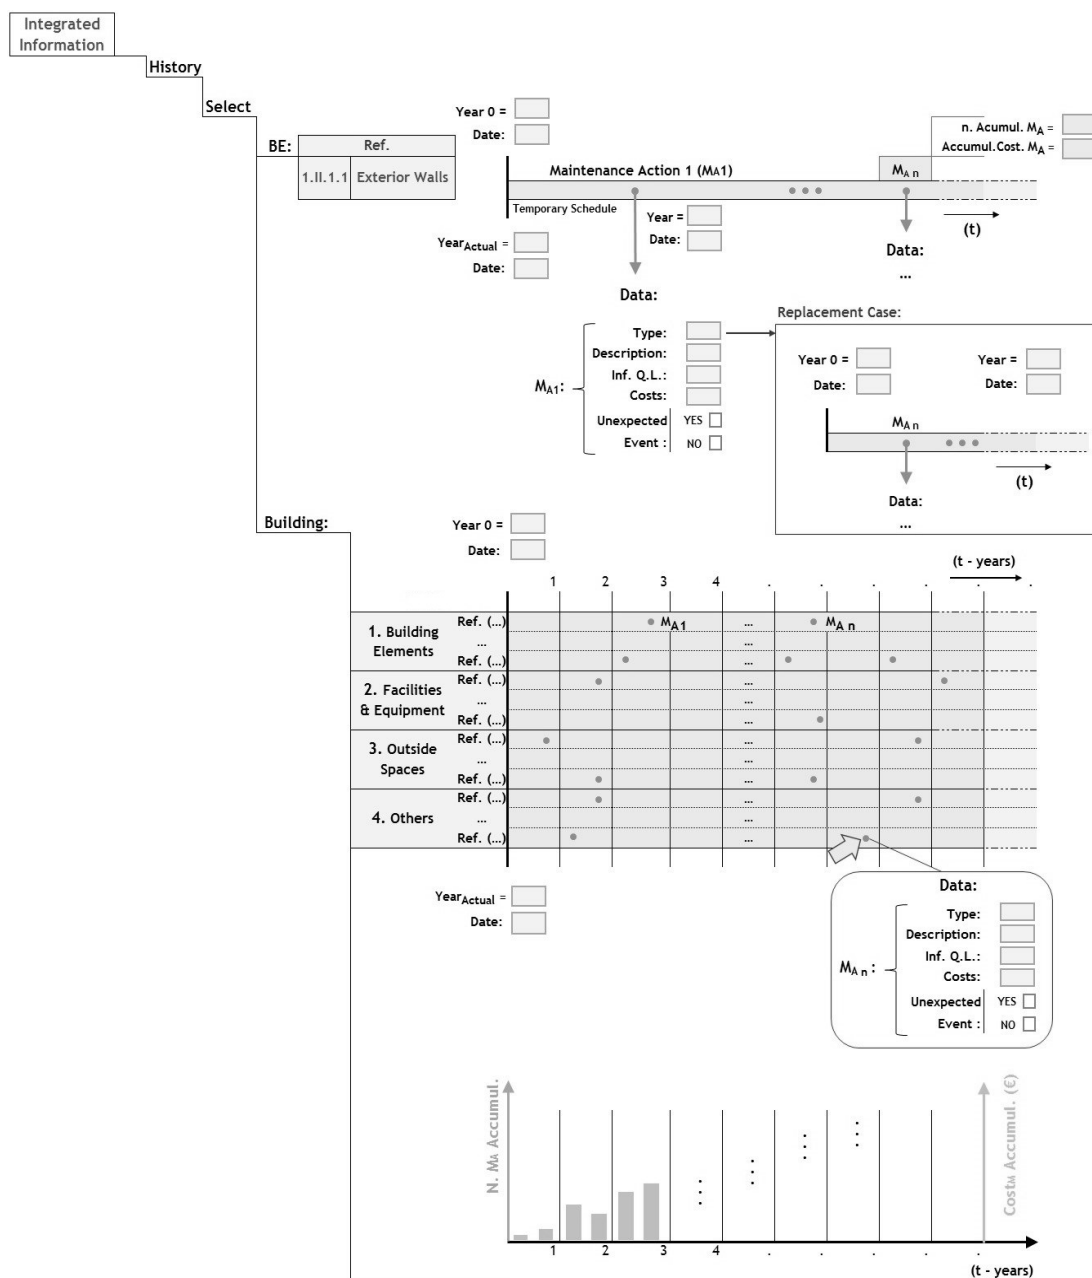 Integrated
Information
History
Select
BE:
Ref.
1.II.1.1 Exterior Walls
Year 0 =
Date:
n. Acumul. MA =
Accumul.Cost. MA =
Maintenance Action 1 (MA1)
MA n
Temporary Schedule
Year =
Date:
(t)
YearActual =
Date:
Data:
...
Data:
Type:
Description:
Inf. Q.L.:
Costs:
MA1:
Unexpected YES
Event : NO
Replacement Case:
Year 0 =
Date:
Year =
Date:
MA n
(t)
Data:
...
Building:
Year 0 =
Date:
(t - years)
1 2 3 4 . . . . . .
1. Building
Elements
Ref. (...)
...
Ref. (...)
MA1 ... MA n
...
...
2. Facilities
& Equipment
Ref. (...)
...
Ref. (...)
...
...
...
3. Outside
Spaces
Ref. (...)
...
Ref. (...)
...
...
...
4. Others
Ref. (...)
...
Ref. (...)
...
...
...
YearActual =
Date:
Data:
Type:
Description:
Inf. Q.L.:
Costs:
MA n :
Unexpected YES
Event : NO
N. MA Accumul.
CostM Accumul. (€)
1 2 3 4 . . . . .
(t - years)